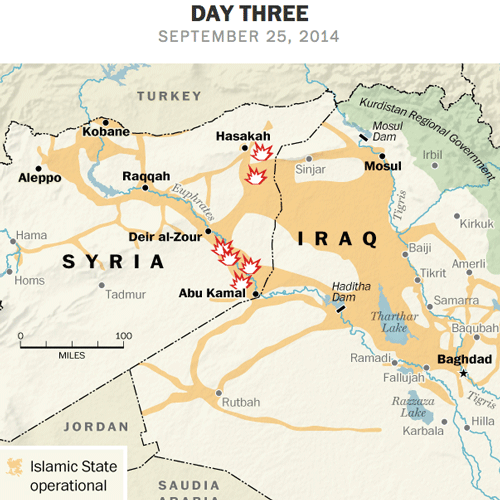 DAY THREE
SEPTEMBER 25, 2014
TURKEY
Kurdistan Regional Government
Kobane
Hasakah
Mosul
Dam
Mosul
Irbil
Sinjar
Aleppo
Raqqah
Euphrates
Tigris
Kirkuk
Hama
Deir al-Zour
IRAQ
Baiji
SYRIA
Amerli
Tikrit
Homs
Tadmur
Abu Kamal
Haditha
Dam
Samarra
Tharthar
Lake
Baqubah
0
100
MILES
Ramadi
Baghdad
Fallujah
Rutbah
Razzaza
Lake
Tigris
Hilla
Karbala
JORDAN
Islamic State
operational
SAUDIA
ARABIA